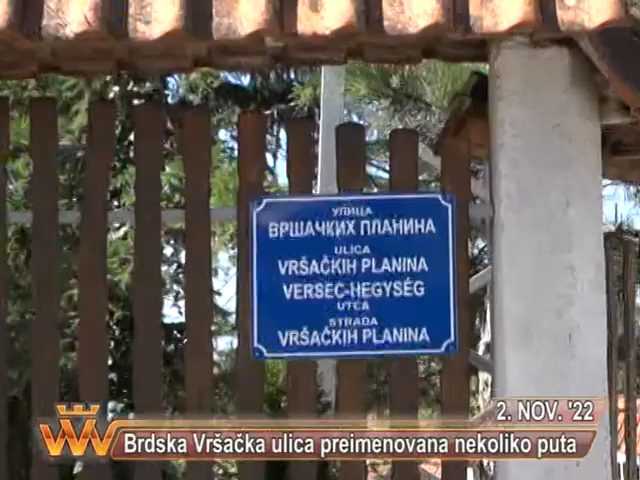 УЛИЦА
ВРШАЧКИХ ПЛАНИНА
ULICA
VRŠAČKIH PLANINA
VERSEC-HEGYSÉG
UTCA
STRADA
VRŠAČKIH PLANINA
2. NOV. '22
Brdska Vršačka ulica preimenovana nekoliko puta